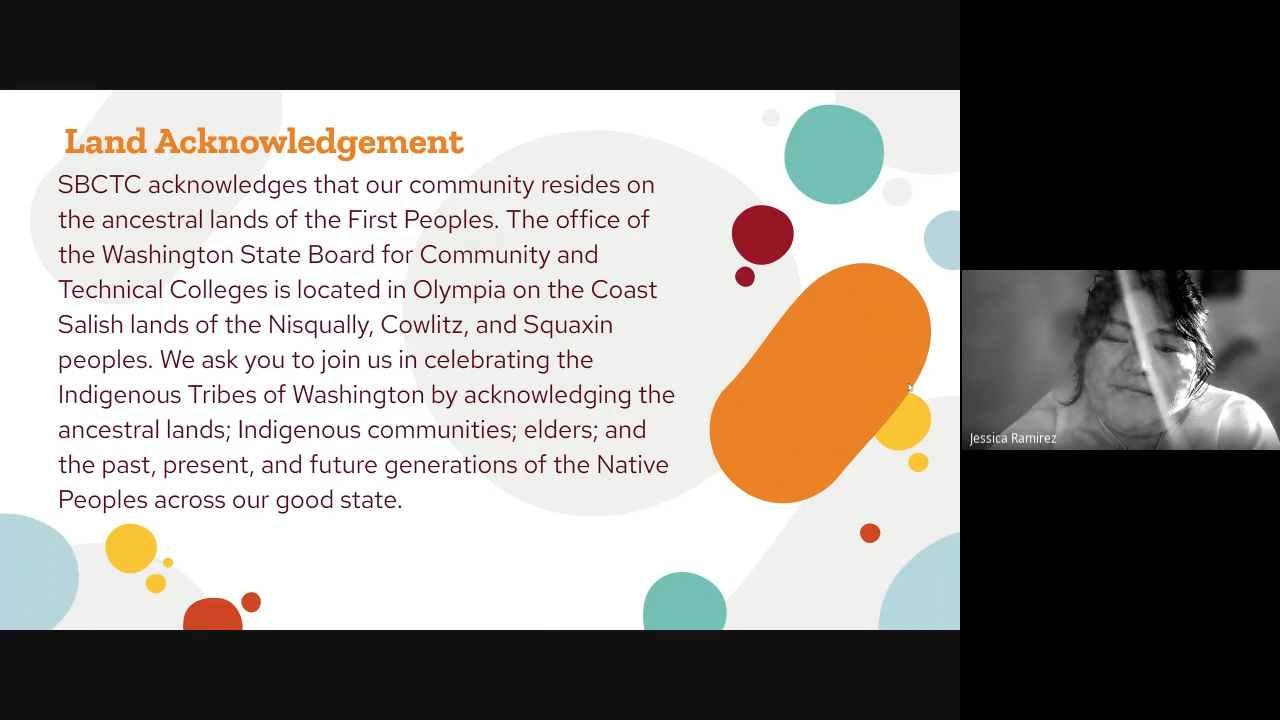 Land Acknowledgement
SBCTC acknowledges that our community resides on
the ancestral lands of the First Peoples. The office of
the Washington State Board for Community and
Technical Colleges is located in Olympia on the Coast
Salish lands of the Nisqually, Cowlitz, and Squaxin
peoples. We ask you to join us in celebrating the
Indigenous Tribes of Washington by acknowledging the
ancestral lands; Indigenous communities; elders; and
the past, present, and future generations of the Native
Peoples across our good state.
Jessica Ramirez